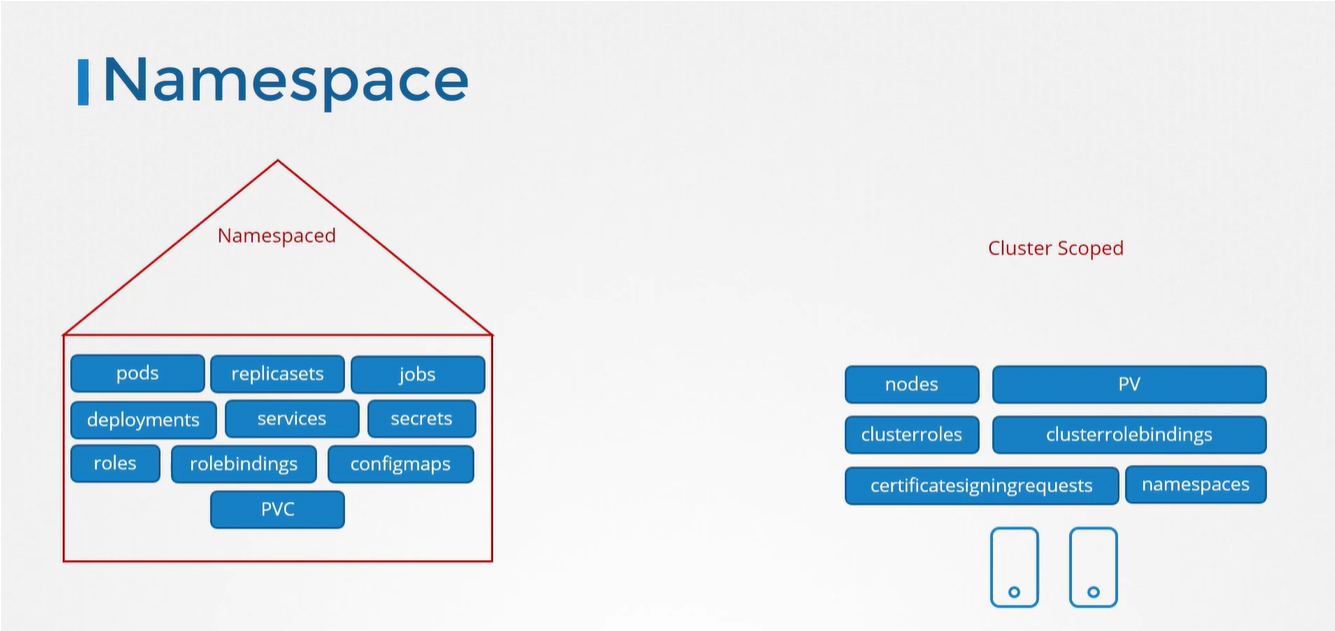 Namespace
Namespaced
pods replicasets jobs
deployments services secrets
roles rolebindings configmaps
PVC
Cluster Scoped
nodes PV
clusterroles clusterrolebindings
certificatesigningrequests namespaces